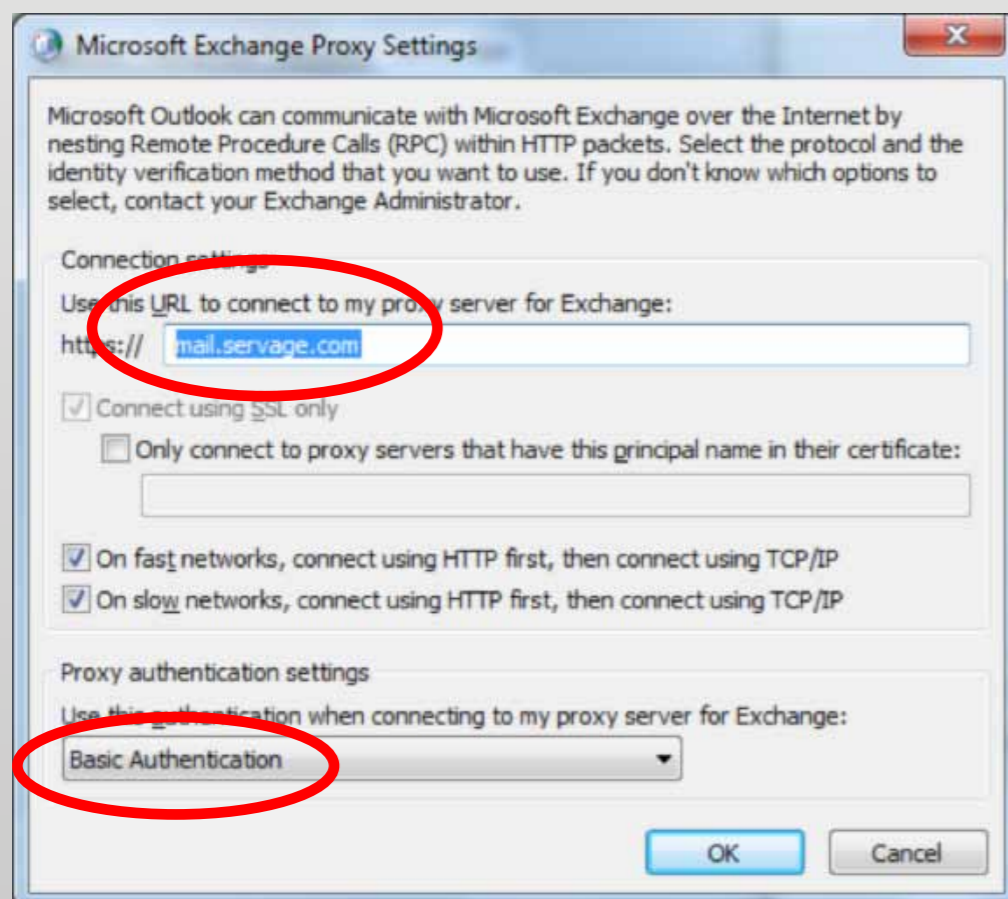 Microsoft Exchange Proxy Settings
Microsoft Outlook can communicate with Microsoft Exchange over the Internet by
nesting Remote Procedure Calls (RPC) within HTTP packets. Select the protocol and the
identity verification method that you want to use. If you don't know which options to
select, contact your Exchange Administrator.
Connection settings
Use this URL to connect to my proxy server for Exchange:
https:// mail.servage.com
Connect using SSL only
Only connect to proxy servers that have this principal name in their certificate:
On fast networks, connect using HTTP first, then connect using TCP/IP
On slow networks, connect using HTTP first, then connect using TCP/IP
Proxy authentication settings
Use this authentication when connecting to my proxy server for Exchange:
Basic Authentication
OK Cancel